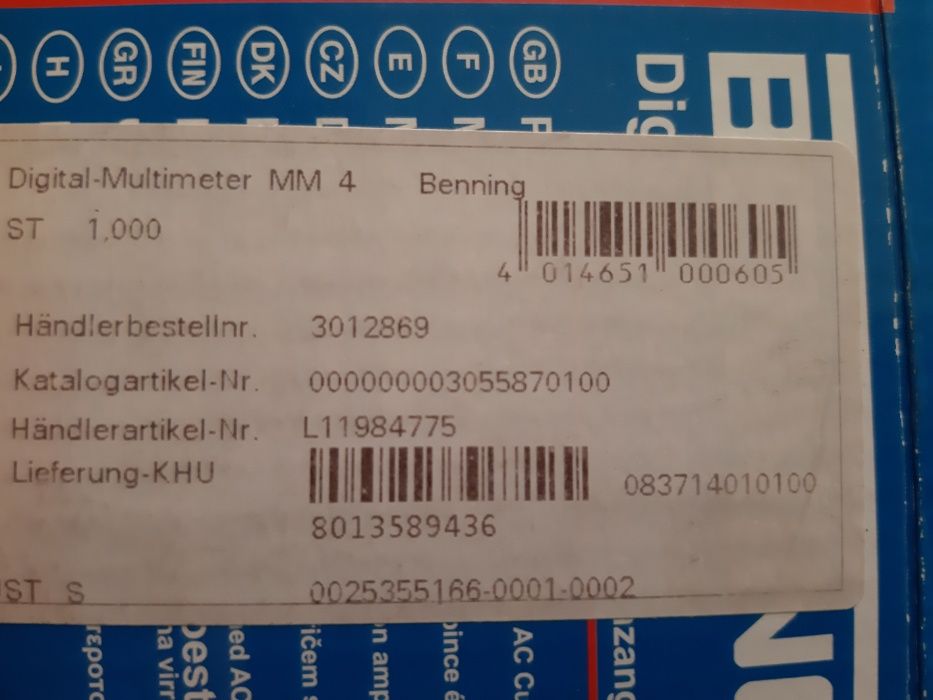 H
GR
FIN
DK
CZ
E
F
GB
Dig
B
Digital-Multimeter MM 4 Benning
ST 1,000
4 014651 000605
Händlerbestellnr. 3012869
Katalogartikel-Nr. 000000003055870100
Händlerartikel-Nr. L11984775
Lieferung-KHU 083714010100
8013589436
ST S 0025355166-0001-0002
AC Cu